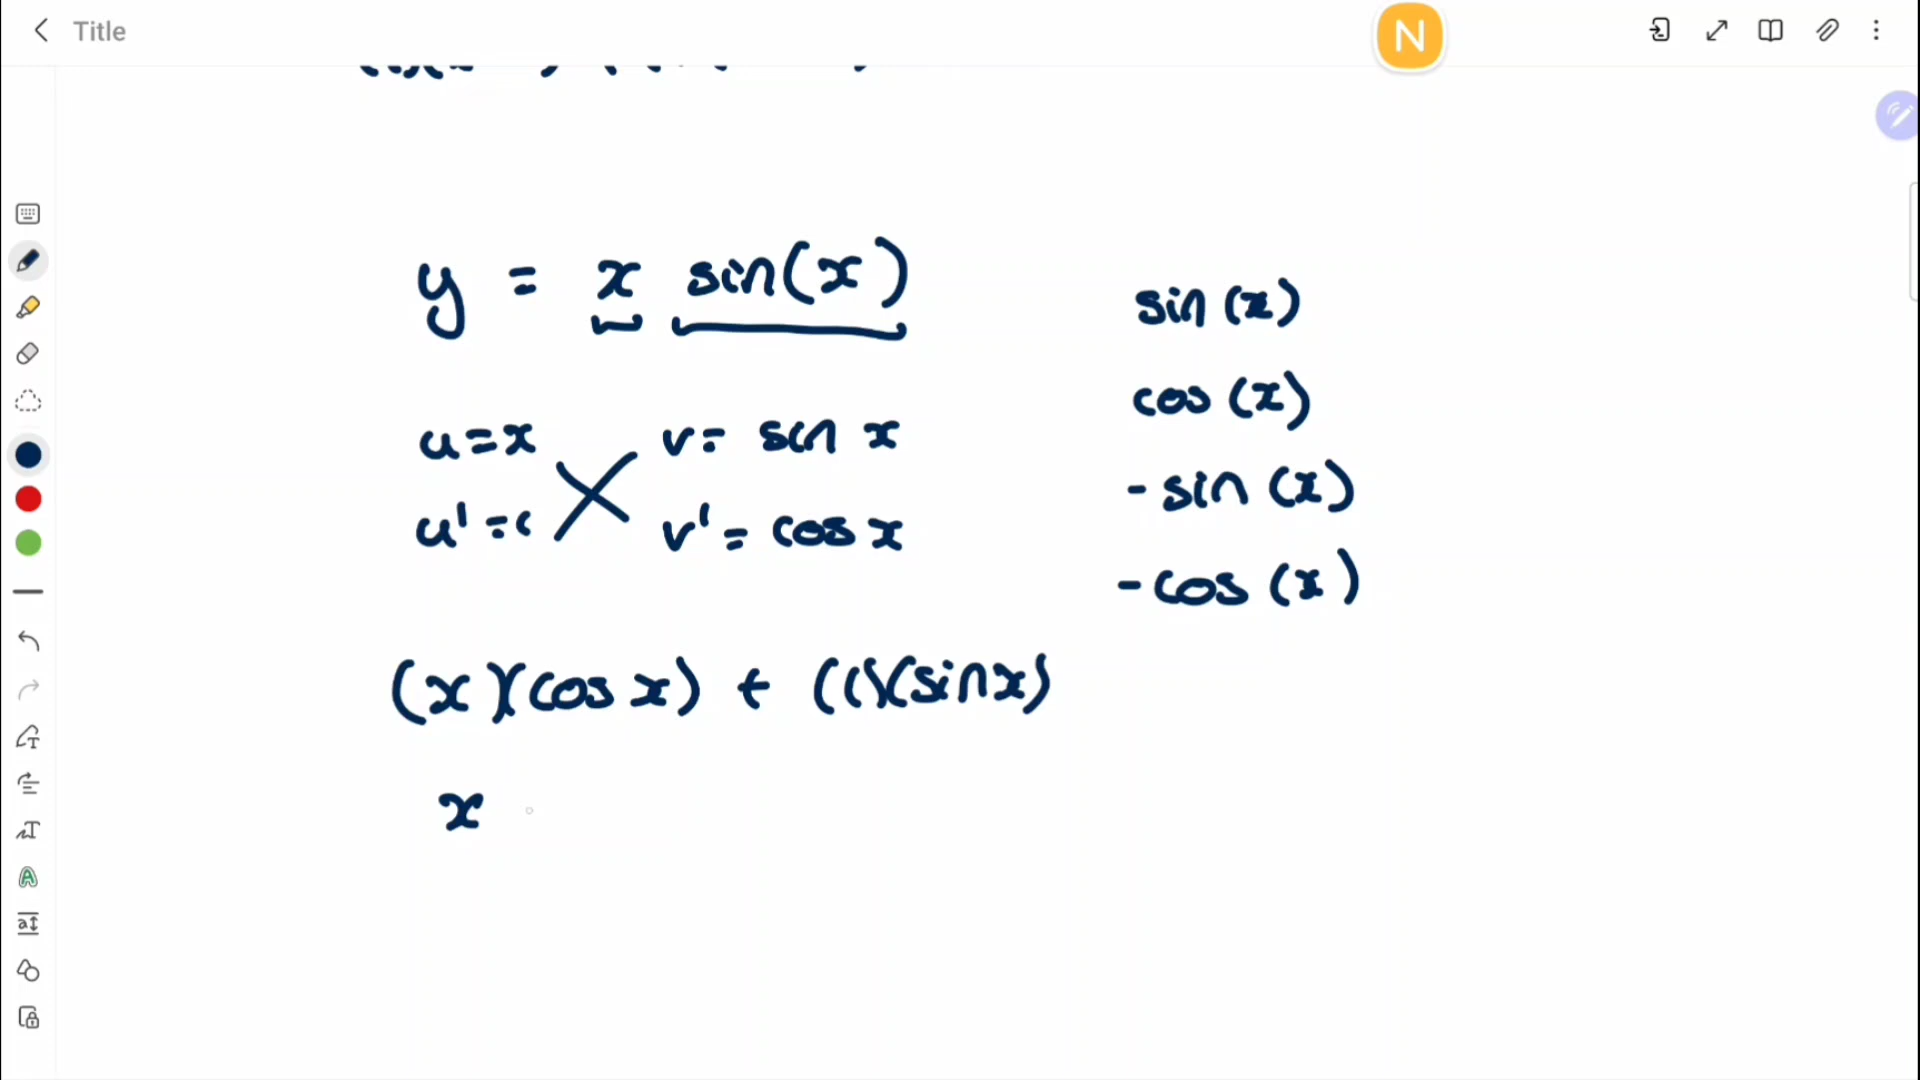 Title
N
y = x sin(x)
u=x v= sin x
u' = 1 v' = cos x
(x)(cos x) + (1)(sin x)
x
sin (x)
cos (x)
- sin (x)
- cos (x)